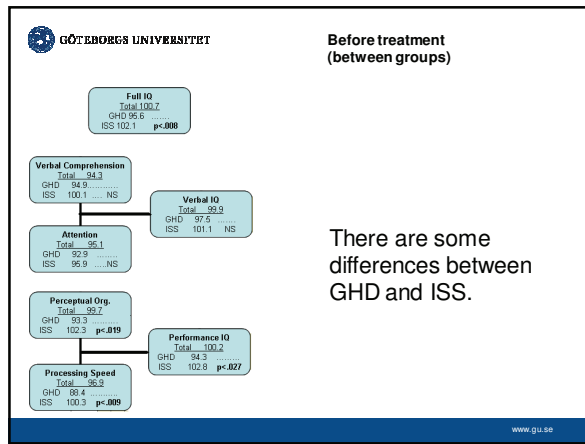 GÖTEBORGS UNIVERSITET
Before treatment
(between groups)
Full IQ
Total 100.7
GHD 95.6 .......
ISS 102.1 p<.008
Verbal Comprehension
Total 94.3
GHD 94.9...........
ISS 100.1 .... NS
Verbal IQ
Total 99.9
GHD 97.5 .......
ISS 101.1 NS
Attention
Total 95.1
GHD 92.9 ........
ISS 95.9 .....NS
There are some
differences between
GHD and ISS.
Perceptual Org.
Total 99.7
GHD 93.3 ..........
ISS 102.3 p<.019
Performance IQ
Total 100.2
GHD 94.3 .........
ISS 102.8 p<.027
Processing Speed
Total 96.9
GHD 88.4 ..........
ISS 100.3 p<.009
www.gu.se